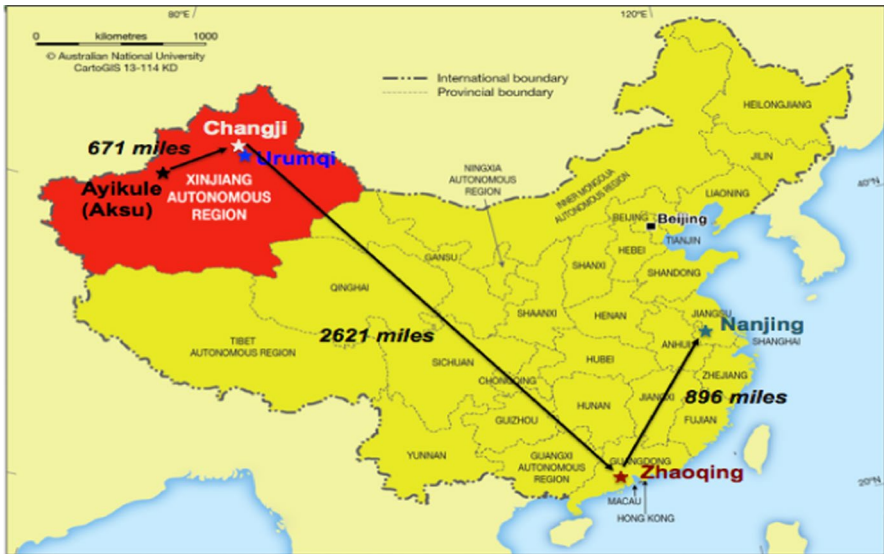 80°E
120°E
0 kilometres 1000
© Australian National University
CartoGIS 13-114 KD
International boundary
Provincial boundary
HEILONGJIANG
JILIN
LIAONING
Changji
671 miles
Urumqi
Ayikule
(Aksu)
XINJIANG
AUTONOMOUS
REGION
NINGXIA
AUTONOMOUS
REGION
INNER MONGOLIA
AUTONOMOUS REGION
40°N
BEIJING
Beijing
TIANJIN
HEBEI
SHANXI
SHANDONG
GANSU
QINGHAI
SHAANXI
HENAN
JIANGSU
Nanjing
SHANGHAI
ANHUI
2621 miles
TIBET
AUTONOMOUS REGION
SICHUAN
HUBEI
CHONGQING
ZHEJIANG
JIANGXI
896 miles
HUNAN
GUIZHOU
FUJIAN
YUNNAN
GUANGXI
AUTONOMOUS
REGION
GUANGDONG
Zhaoqing
20°N
MACAU
HONG KONG